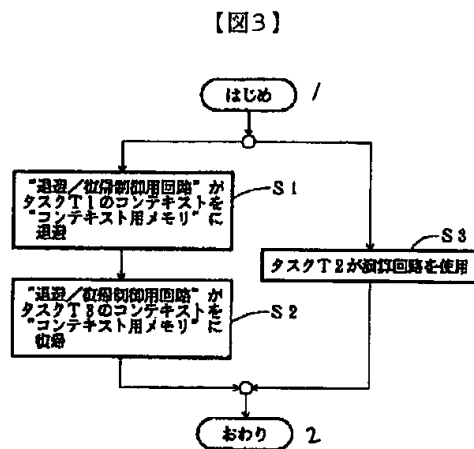 【図3】
はじめ
1
"退避/復帰制御用回路"が
タスクT1のコンテキストを
"コンテキスト用メモリ"に
退避
S1
タスクT2が演算回路を使用
S3
"退避/復帰制御用回路"が
タスクT3のコンテキストを
"コンテキスト用メモリ"に
復帰
S2
おわり
2